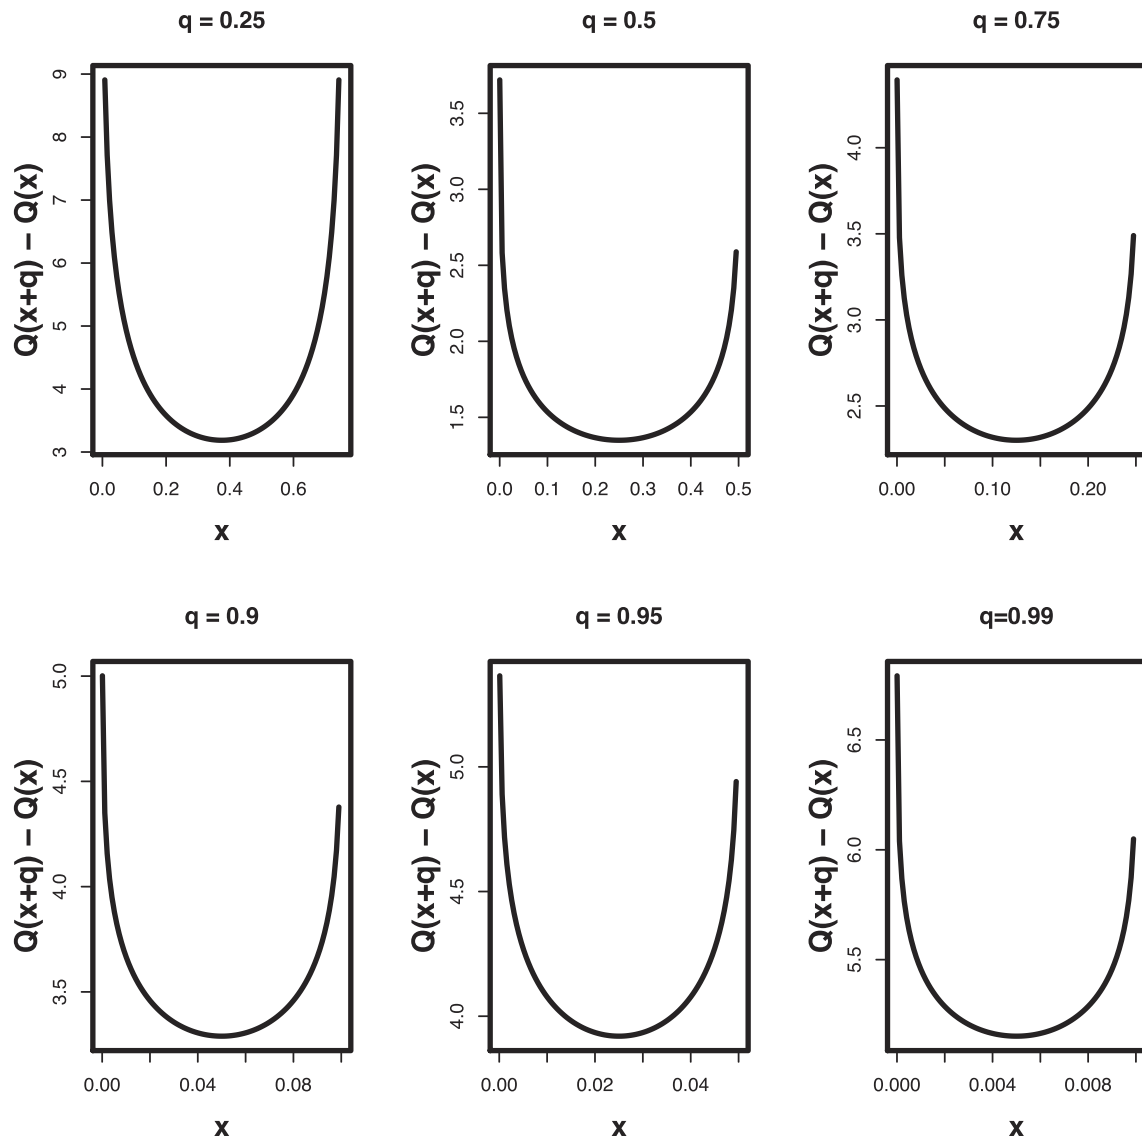 q = 0.25
9
8
7
6
5
4
3
Q(x+q) − Q(x)
0.0 0.2 0.4 0.6
x
q = 0.5
3.5
3.0
2.5
2.0
1.5
Q(x+q) − Q(x)
0.0 0.1 0.2 0.3 0.4 0.5
x
q = 0.75
4.0
3.5
3.0
2.5
Q(x+q) − Q(x)
0.00 0.10 0.20
x
q = 0.9
5.0
4.5
4.0
3.5
Q(x+q) − Q(x)
0.00 0.04 0.08
x
q = 0.95
5.0
4.5
4.0
Q(x+q) − Q(x)
0.00 0.02 0.04
x
q=0.99
6.5
6.0
5.5
Q(x+q) − Q(x)
0.000 0.004 0.008
x